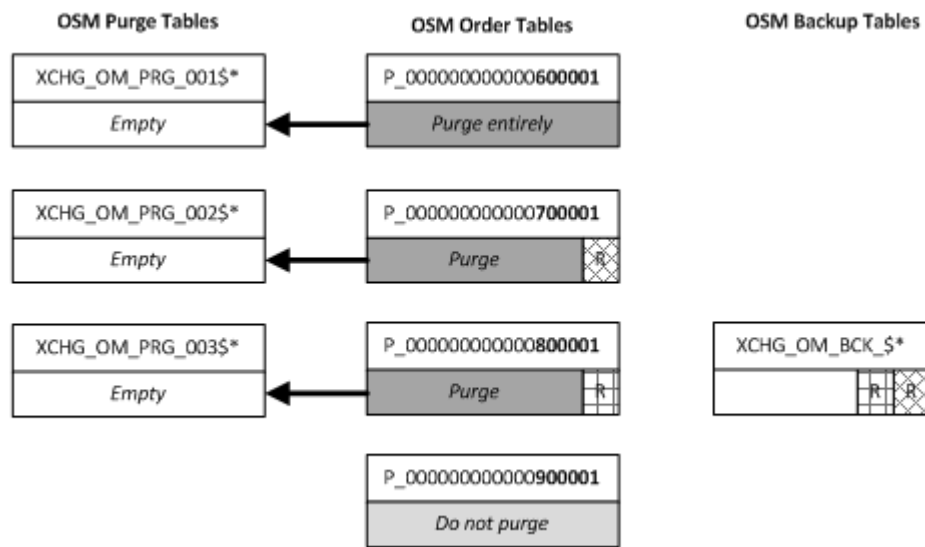 OSM Purge Tables
OSM Order Tables
OSM Backup Tables
XCHG_OM_PRG_001$*
Empty
P_000000000000600001
Purge entirely
XCHG_OM_PRG_002$*
Empty
P_000000000000700001
Purge
R
XCHG_OM_PRG_003$*
Empty
P_000000000000800001
Purge
R
XCHG_OM_BCK_$*
R
R
P_000000000000900001
Do not purge